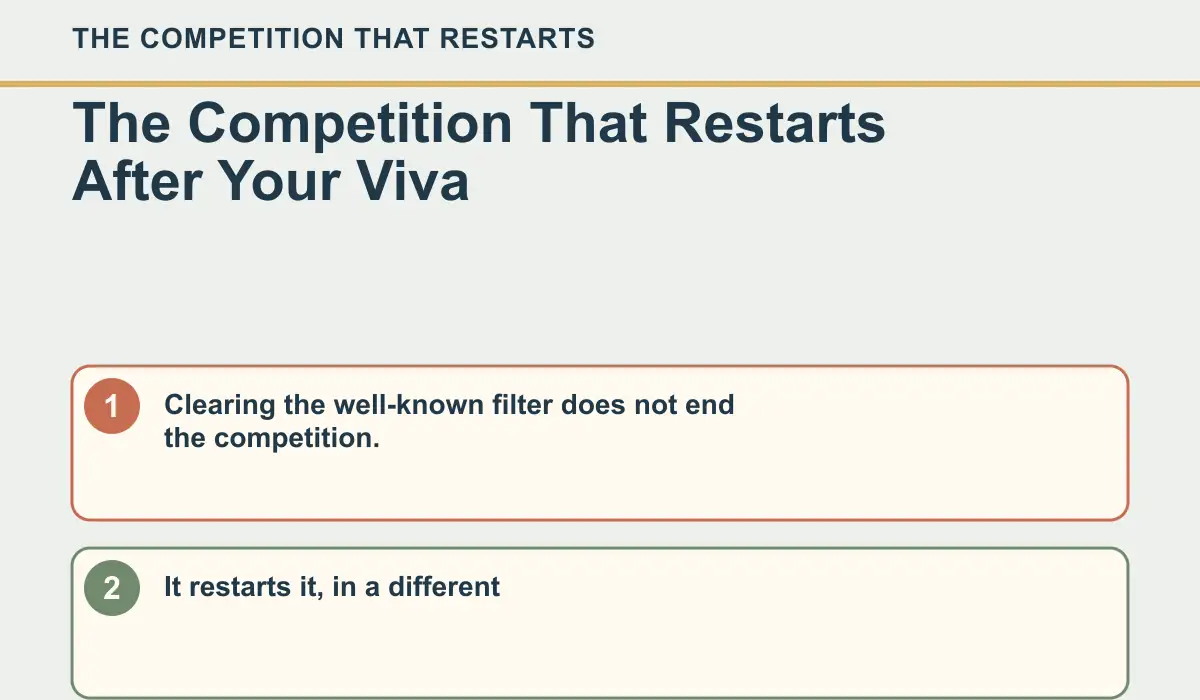 THE COMPETITION THAT RESTARTS
The Competition That Restarts
After Your Viva
1
Clearing the well-known filter does not end
the competition.
2
It restarts it, in a different